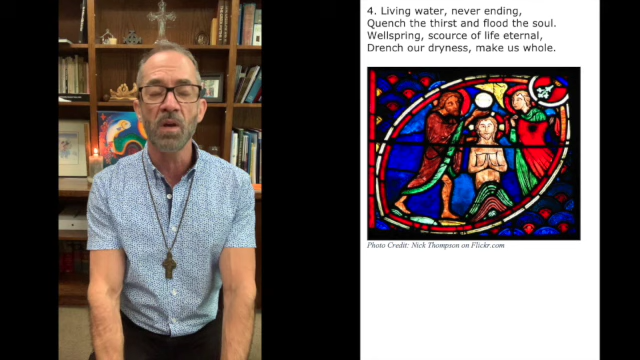 4. Living water, never ending,
Quench the thirst and flood the soul.
Wellspring, scource of life eternal,
Drench our dryness, make us whole.
Photo Credit: Nick Thompson on Flickr.com